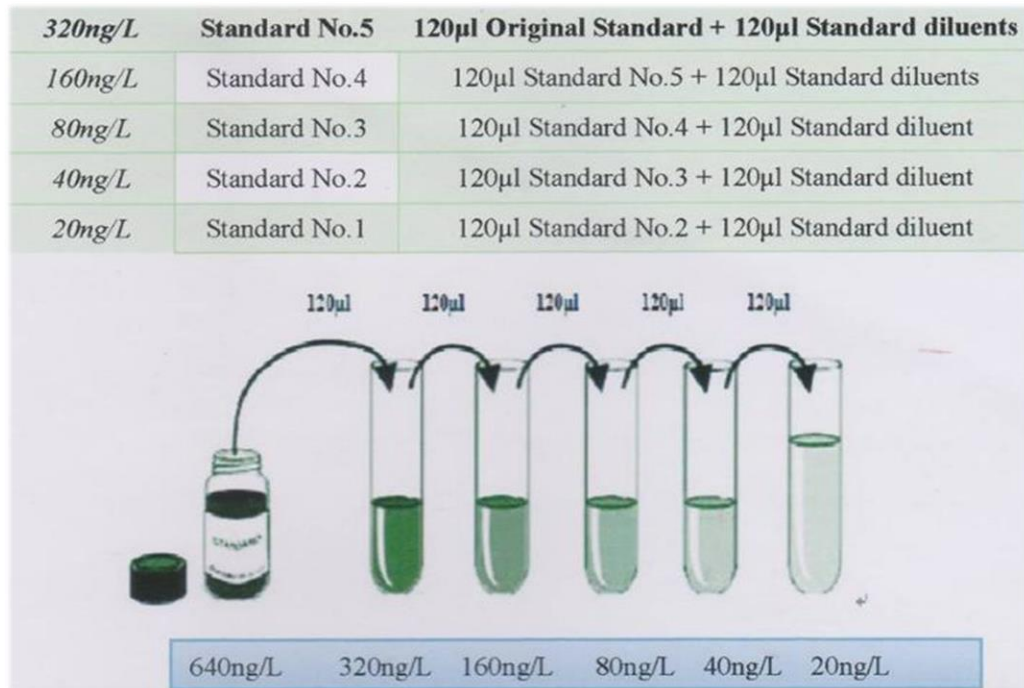 320ng/L Standard No.5 120µl Original Standard + 120µl Standard diluents
160ng/L Standard No.4 120µl Standard No.5 + 120µl Standard diluents
80ng/L Standard No.3 120µl Standard No.4 + 120µl Standard diluent
40ng/L Standard No.2 120µl Standard No.3 + 120µl Standard diluent
20ng/L Standard No.1 120µl Standard No.2 + 120µl Standard diluent
120µl 120µl 120µl 120µl 120µl
STANDARD
640ng/L 320ng/L 160ng/L 80ng/L 40ng/L 20ng/L